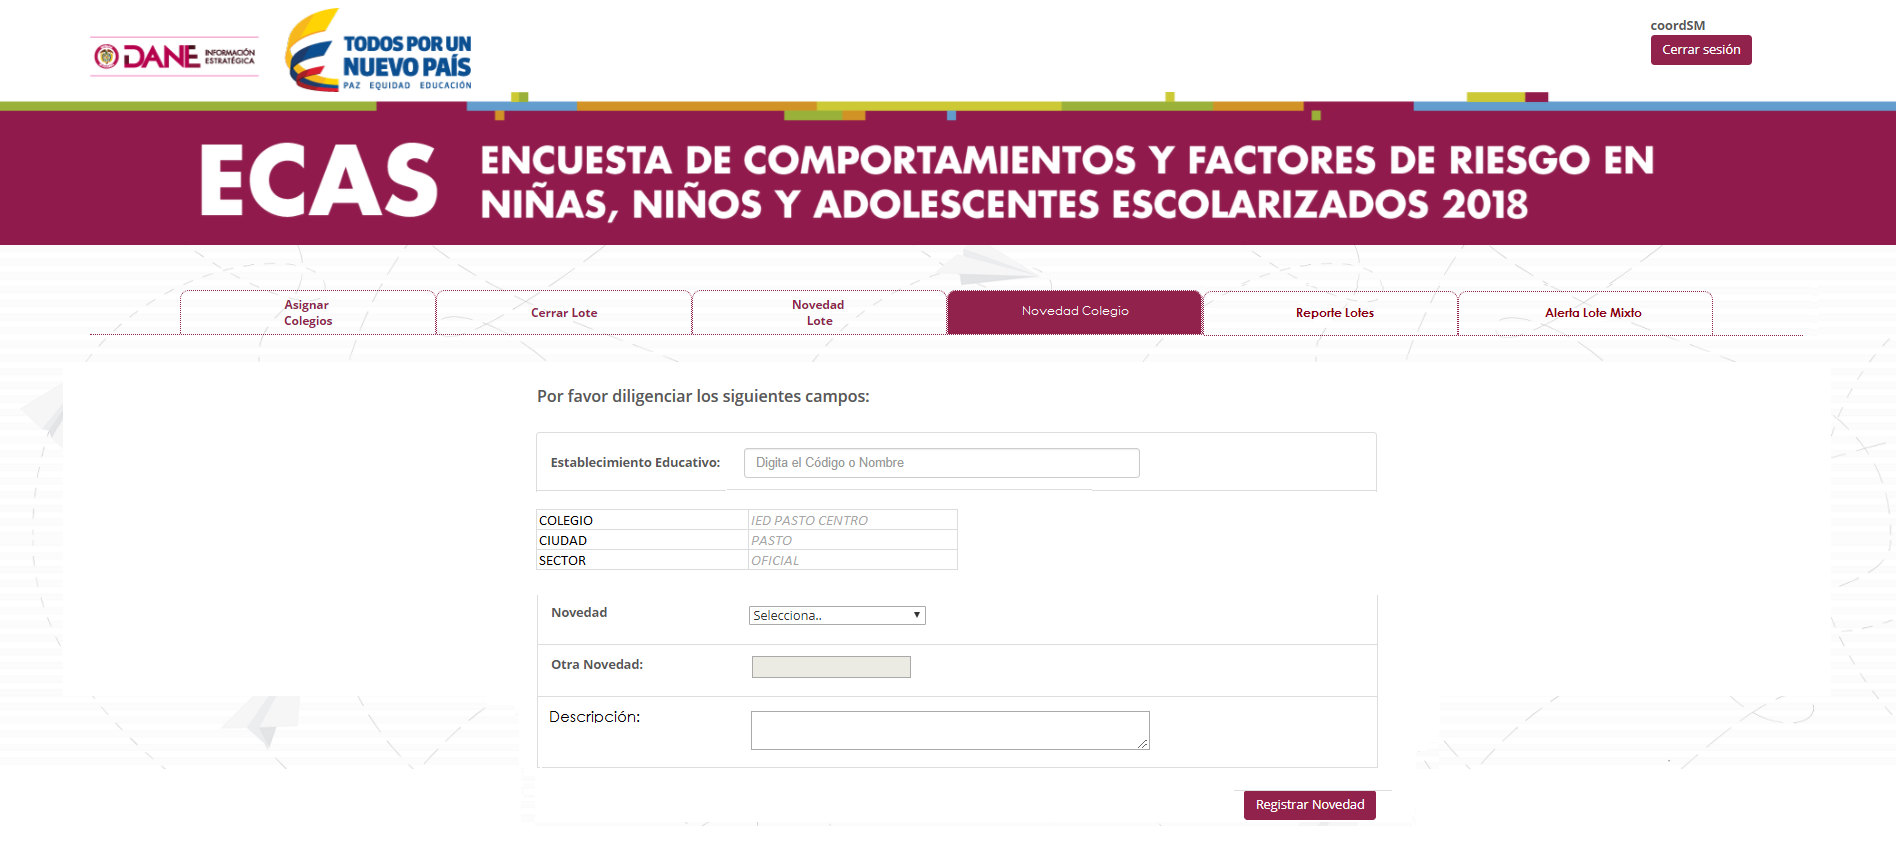 DANE INFORMACIÓN
ESTRATÉGICA
TODOS POR UN
NUEVO PAÍS
PAZ EQUIDAD EDUCACIÓN
coordSM
Cerrar sesión
ECAS
ENCUESTA DE COMPORTAMIENTOS Y FACTORES DE RIESGO EN
NIÑAS, NIÑOS Y ADOLESCENTES ESCOLARIZADOS 2018
Asignar
Colegios
Cerrar Lote
Novedad
Lote
Novedad Colegio
Reporte Lotes
Alerta Lote Mixto
Por favor diligenciar los siguientes campos:
Establecimiento Educativo: Digita el Código o Nombre
COLEGIO IED PASTO CENTRO
CIUDAD PASTO
SECTOR OFICIAL
Novedad Selecciona..
Otra Novedad:
Descripción:
Registrar Novedad